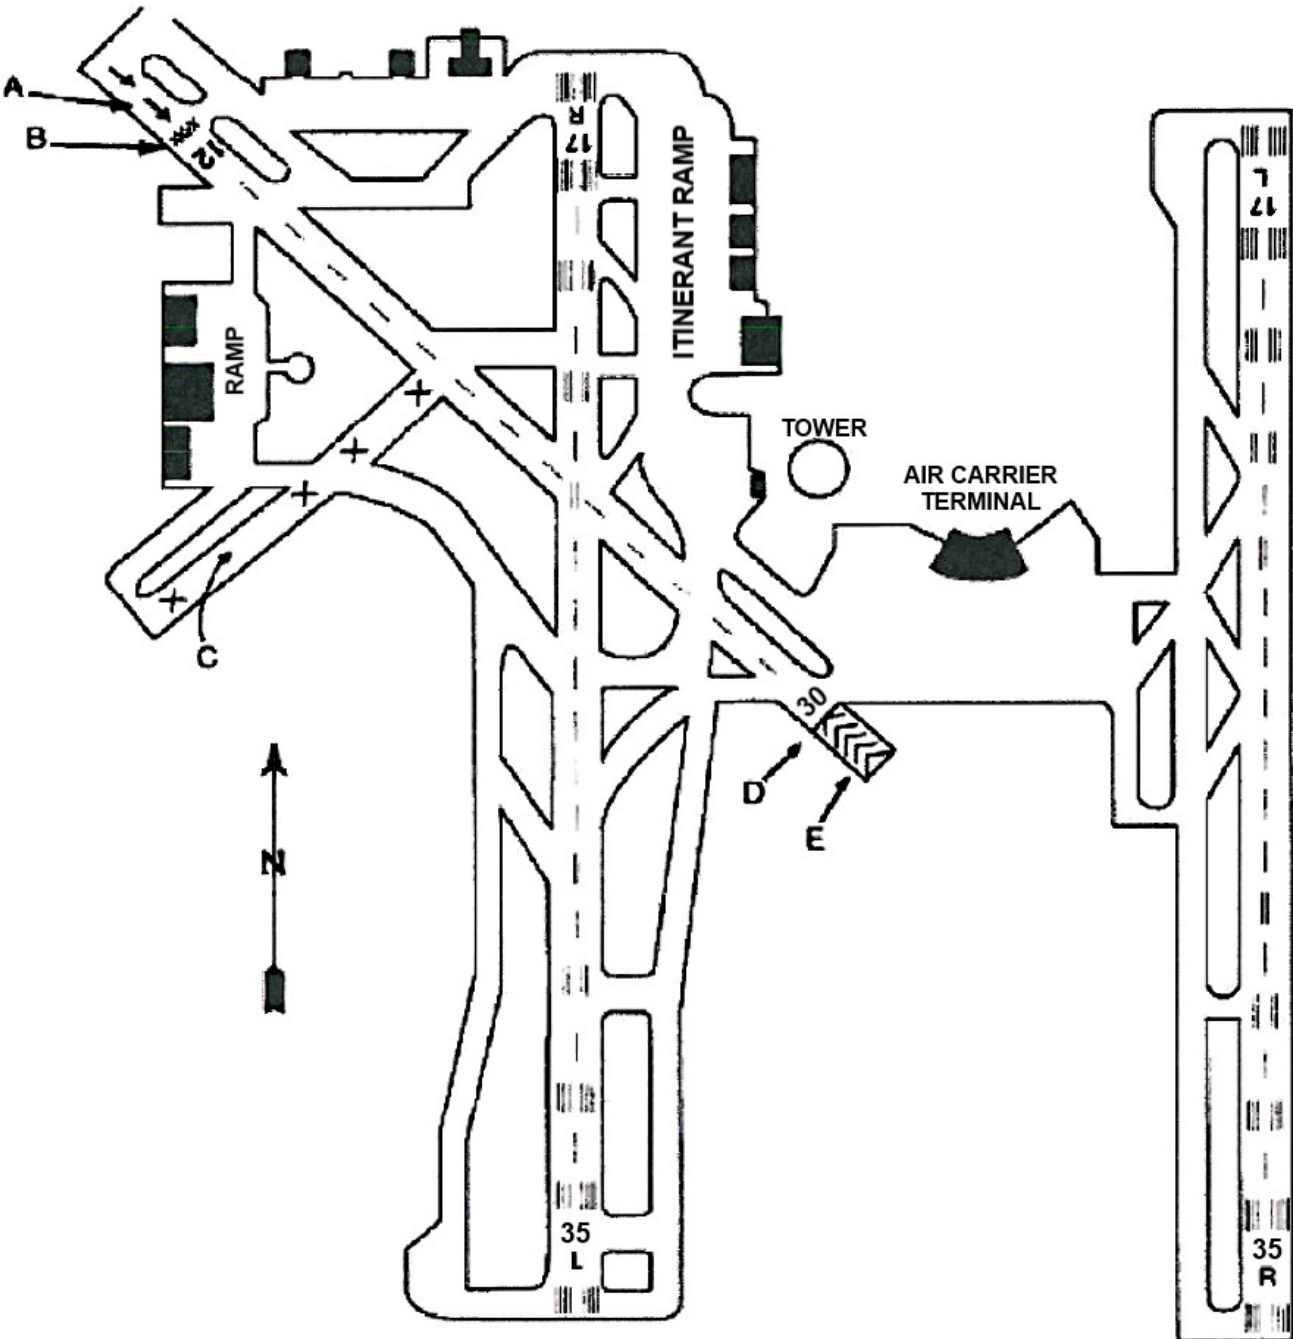 A
B
12
R
17
ITINERANT RAMP
L
17
RAMP
TOWER
AIR CARRIER
TERMINAL
C
30
D
E
N
35
L
35
R